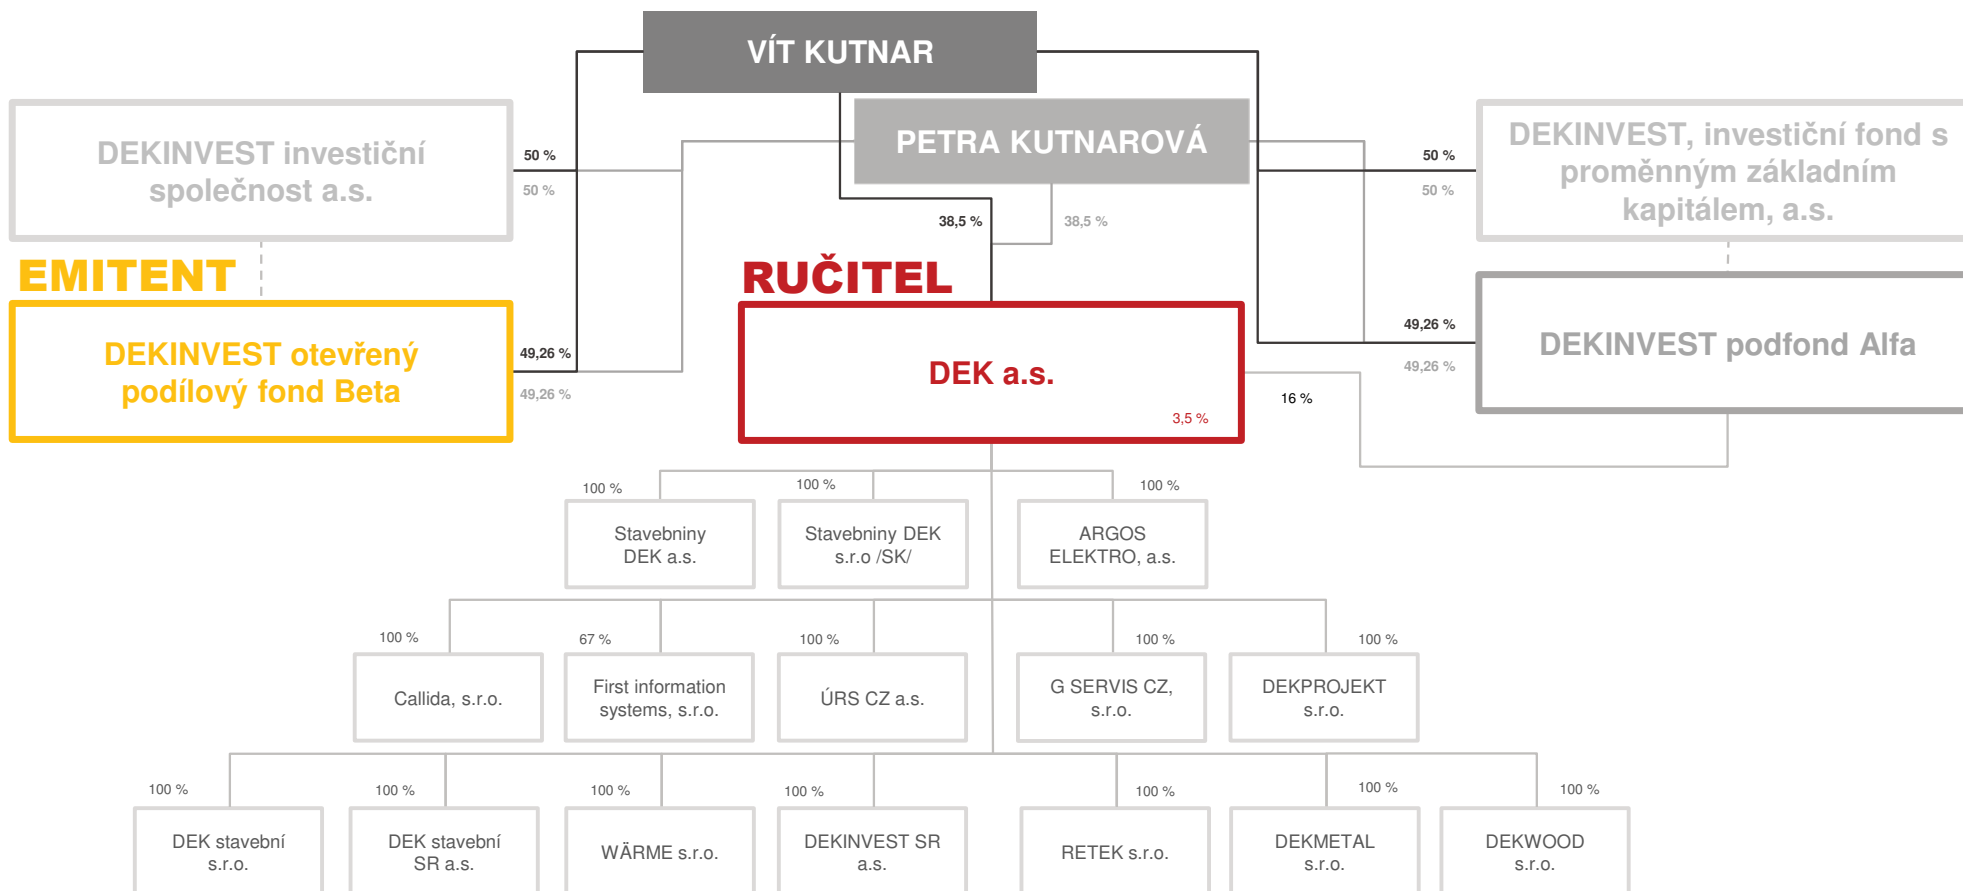 VÍT KUTNAR
PETRA KUTNAROVÁ
DEKINVEST investiční
společnost a.s.
50 %
50 %
DEKINVEST, investiční fond s
proměnným základním
kapitálem, a.s.
50 %
50 %
38,5 %
38,5 %
EMITENT
DEKINVEST otevřený
podílový fond Beta
49,26 %
49,26 %
RUČITEL
DEK a.s.
3,5 %
16 %
49,26 %
49,26 %
DEKINVEST podfond Alfa
100 %
100 %
100 %
Stavebniny
DEK a.s.
Stavebniny DEK
s.r.o /SK/
ARGOS
ELEKTRO, a.s.
100 %
67 %
100 %
100 %
100 %
Callida, s.r.o.
First information
systems, s.r.o.
ÚRS CZ a.s.
G SERVIS CZ,
s.r.o.
DEKPROJEKT
s.r.o.
100 %
100 %
100 %
100 %
100 %
100 %
100 %
DEK stavební
s.r.o.
DEK stavební
SR a.s.
WÄRME s.r.o.
DEKINVEST SR
a.s.
RETEK s.r.o.
DEKMETAL
s.r.o.
DEKWOOD
s.r.o.